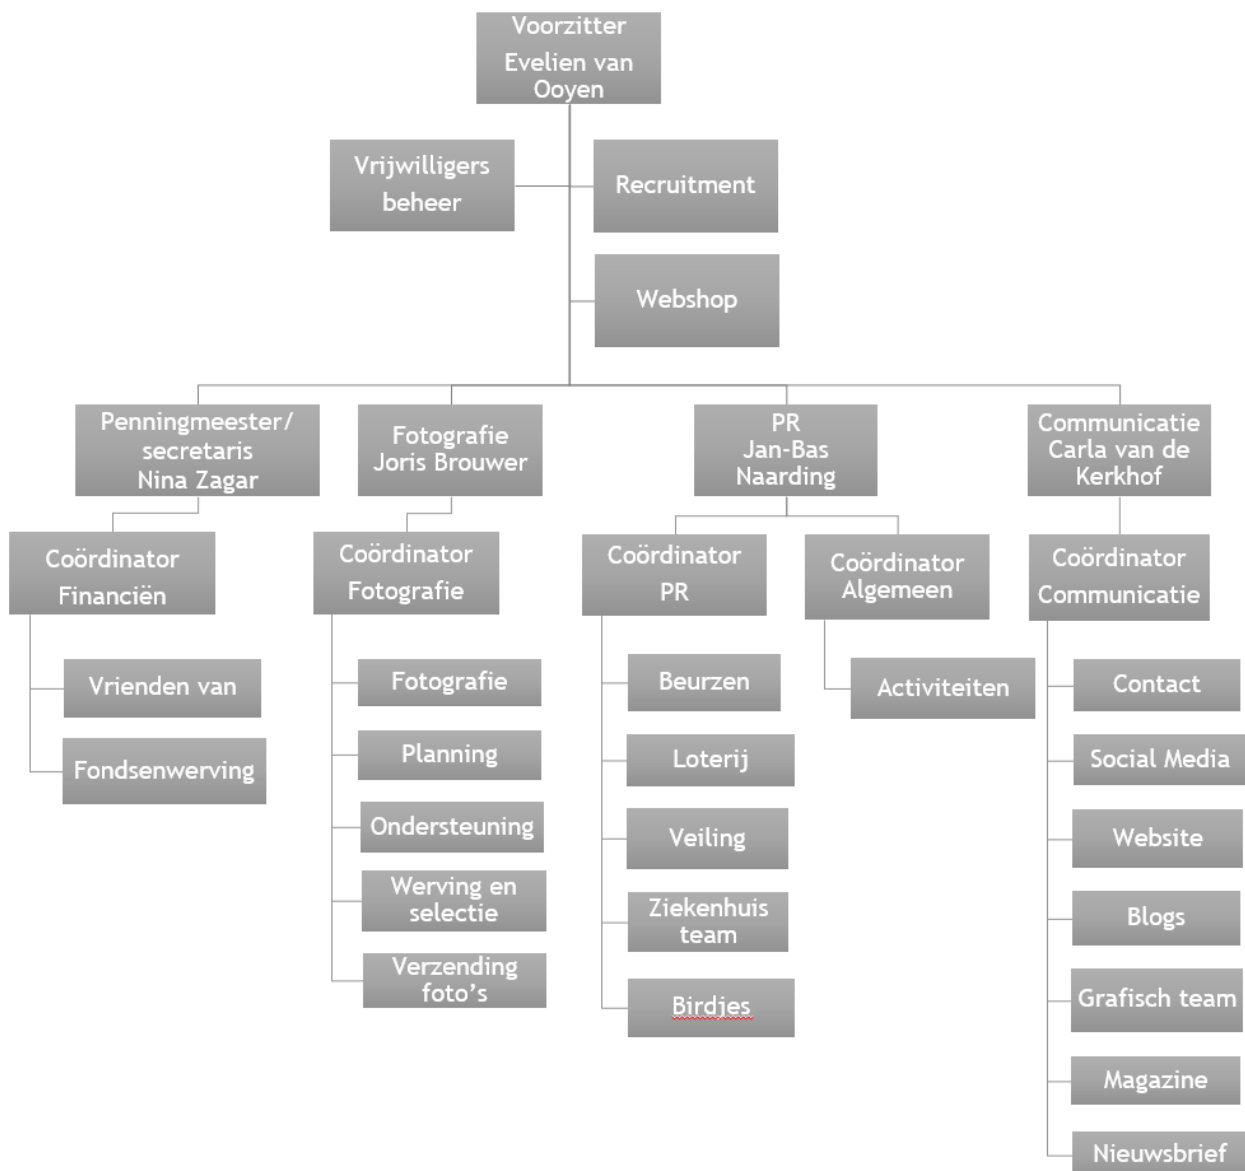 Voorzitter
Evelien van
Ooyen
Vrijwilligers
beheer
Recruitment
Webshop
Penningmeester/
secretaris
Nina Zagar
Fotografie
Joris Brouwer
PR
Jan-Bas
Naarding
Communicatie
Carla van de
Kerkhof
Coördinator
Financiën
Vrienden van
Fondsenwerving
Coördinator
Fotografie
Fotografie
Planning
Ondersteuning
Werving en
selectie
Verzending
foto's
Coördinator
PR
Beurzen
Loterij
Veiling
Ziekenhuis
team
Birdjes
Coördinator
Algemeen
Activiteiten
Coördinator
Communicatie
Contact
Social Media
Website
Blogs
Grafisch team
Magazine
Nieuwsbrief